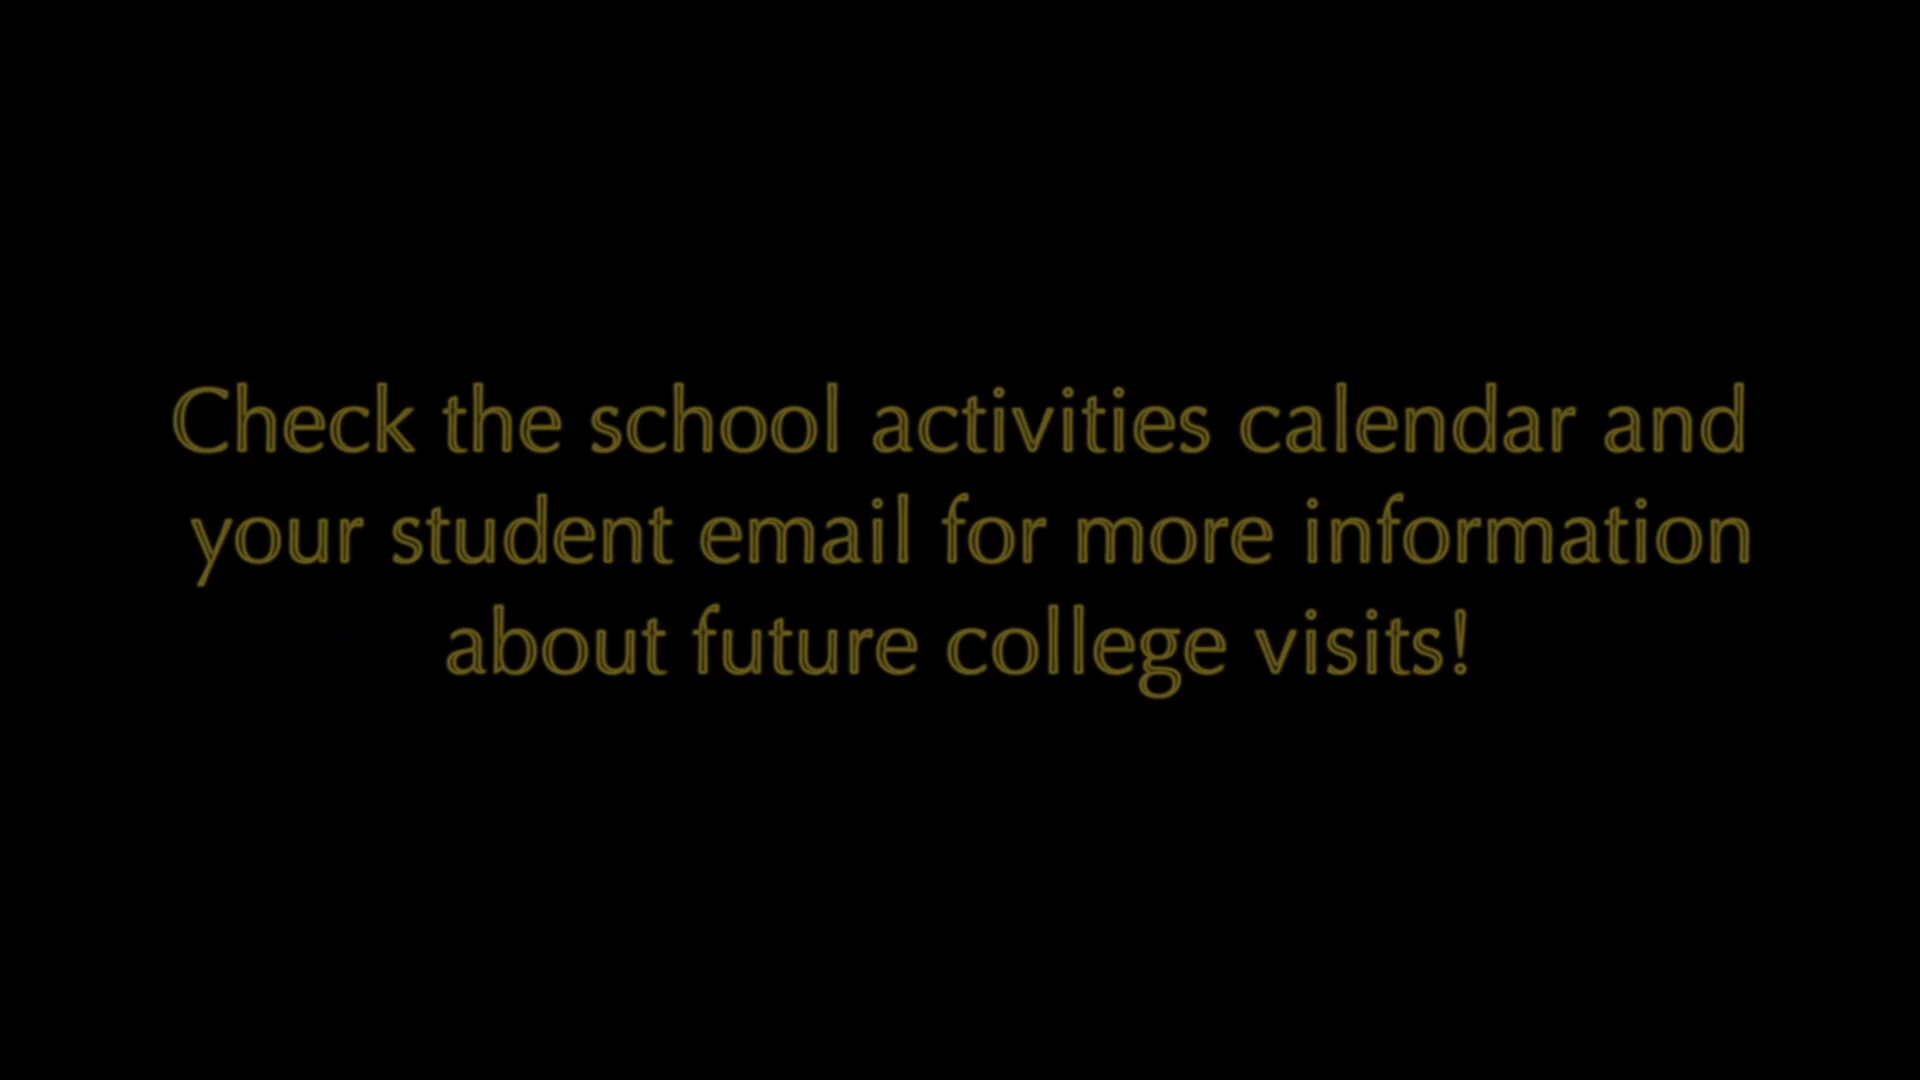 Check the school activities calendar and
your student email for more information
about future college visits!